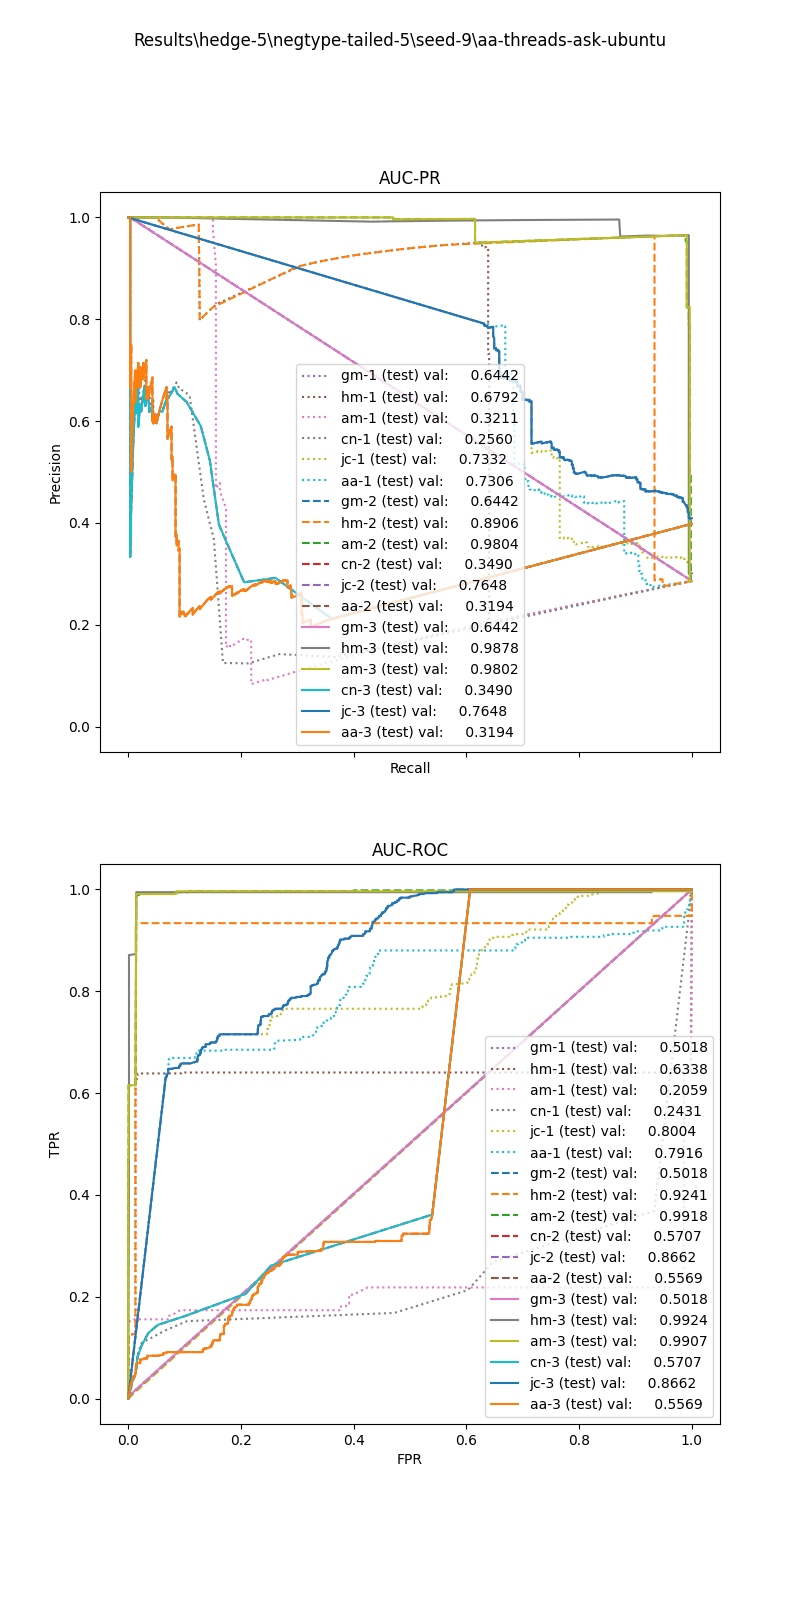 Results\hedge-5\negtype-tailed-5\seed-9\aa-threads-ask-ubuntu
AUC-PR
1.0
0.8
0.6
0.4
0.2
0.0
Precision
gm-1 (test) val: 0.6442
hm-1 (test) val: 0.6792
am-1 (test) val: 0.3211
cn-1 (test) val: 0.2560
jc-1 (test) val: 0.7332
aa-1 (test) val: 0.7306
gm-2 (test) val: 0.6442
hm-2 (test) val: 0.8906
am-2 (test) val: 0.9804
cn-2 (test) val: 0.3490
jc-2 (test) val: 0.7648
aa-2 (test) val: 0.3194
gm-3 (test) val: 0.6442
hm-3 (test) val: 0.9878
am-3 (test) val: 0.9802
cn-3 (test) val: 0.3490
jc-3 (test) val: 0.7648
aa-3 (test) val: 0.3194
Recall
AUC-ROC
1.0
0.8
0.6
0.4
0.2
0.0
TPR
gm-1 (test) val: 0.5018
hm-1 (test) val: 0.6338
am-1 (test) val: 0.2059
cn-1 (test) val: 0.2431
jc-1 (test) val: 0.8004
aa-1 (test) val: 0.7916
gm-2 (test) val: 0.5018
hm-2 (test) val: 0.9241
am-2 (test) val: 0.9918
cn-2 (test) val: 0.5707
jc-2 (test) val: 0.8662
aa-2 (test) val: 0.5569
gm-3 (test) val: 0.5018
hm-3 (test) val: 0.9924
am-3 (test) val: 0.9907
cn-3 (test) val: 0.5707
jc-3 (test) val: 0.8662
aa-3 (test) val: 0.5569
0.0 0.2 0.4 0.6 0.8 1.0
FPR